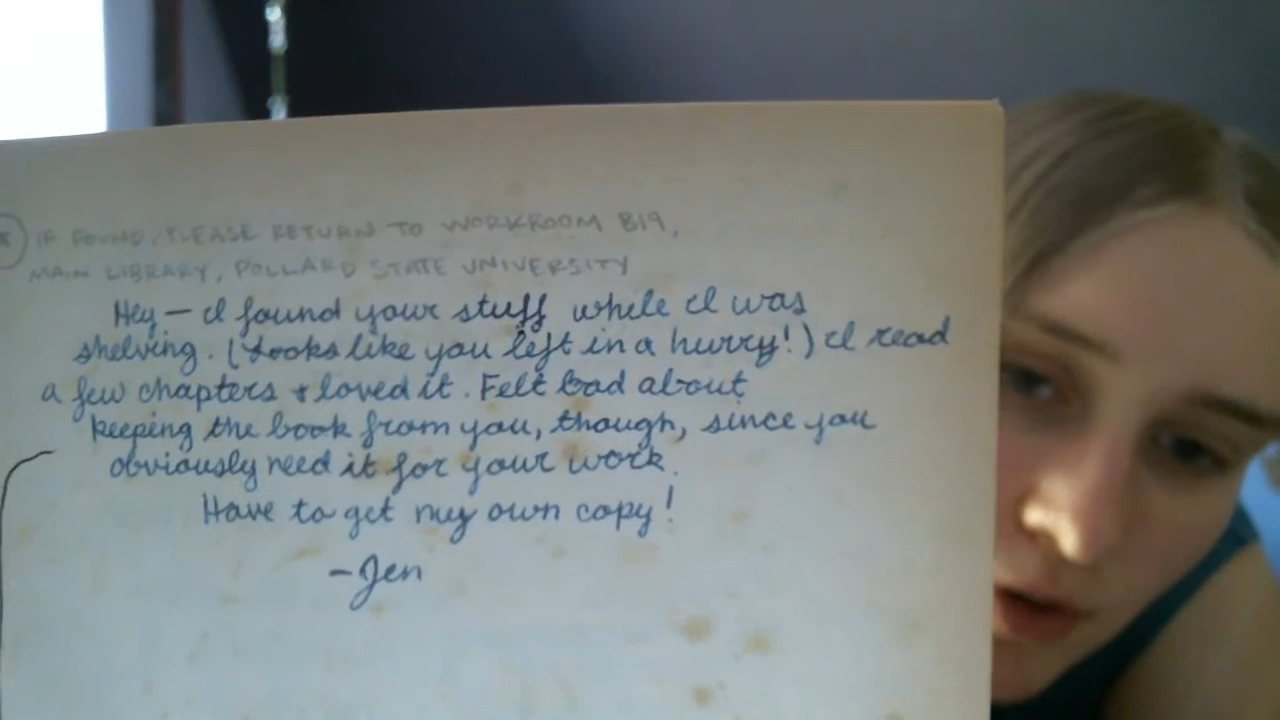 IF FOUND, PLEASE RETURN TO WORKROOM B19,
MAIN LIBRARY, POLLARD STATE UNIVERSITY
Hey — I found your stuff while I was
shelving. (Looks like you left in a hurry!) I read
a few chapters & loved it. Felt bad about
keeping the book from you, though, since you
obviously need it for your work.
Have to get my own copy!
—Jen